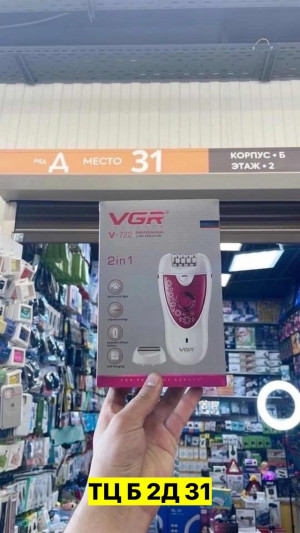 РЯД Д МЕСТО 31
КОРПУС • Б
ЭТАЖ • 2
VGR
V-722
2in1
VGR
ТЦ Б 2Д 31